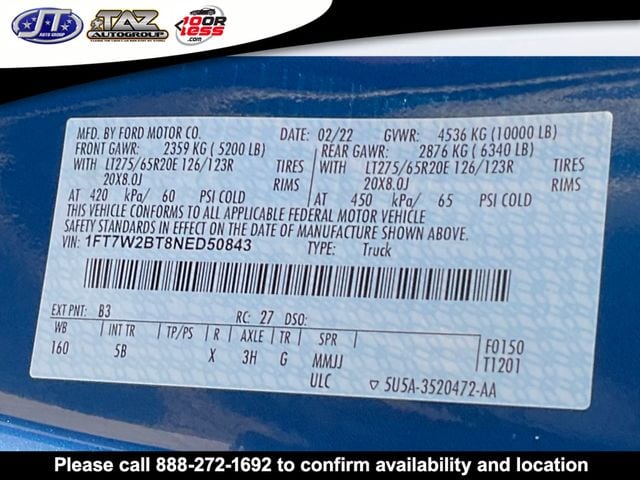 JT
AUTO GROUP
TAZ
AUTOGROUP
10K OR LESS
.com
MFD. BY FORD MOTOR CO. DATE: 02/22 GVWR: 4536 KG (10000 LB)
FRONT GAWR: 2359 KG (5200 LB) REAR GAWR: 2876 KG (6340 LB)
WITH LT275/65R20E 126/123R TIRES WITH LT275/65R20E 126/123R TIRES
20X8.0J RIMS 20X8.0J RIMS
AT 420 kPa/ 60 PSI COLD AT 450 kPa/ 65 PSI COLD
THIS VEHICLE CONFORMS TO ALL APPLICABLE FEDERAL MOTOR VEHICLE
SAFETY STANDARDS IN EFFECT ON THE DATE OF MANUFACTURE SHOWN ABOVE.
VIN: 1FT7W2BT8NED50843 TYPE: Truck
EXT PNT: B3 RC: 27 DSO:
WB INT TR TP/PS R AXLE TR SPR F0150
160 5B X 3H G MMJJ T1201
ULC 5U5A-3520472-AA
Please call 888-272-1692 to confirm availability and location